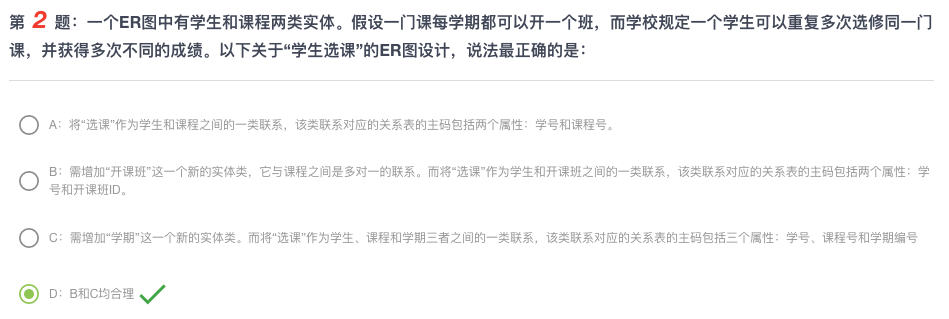 第 2 题：一个ER图中有学生和课程两类实体。假设一门课每学期都可以开一个班，而学校规定一个学生可以重复多次选修同一门
课，并获得多次不同的成绩。以下关于“学生选课”的ER图设计，说法最正确的是：
A：将“选课”作为学生和课程之间的一类联系，该类联系对应的关系表的主码包括两个属性：学号和课程号。
B：需增加“开课班”这一个新的实体类，它与课程之间是多对一的联系。而将“选课”作为学生和开课班之间的一类联系，该类联系对应的关系表的主码包括两个属性：学
号和开课班ID。
C：需增加“学期”这一个新的实体类。而将“选课”作为学生、课程和学期三者之间的一类联系，该类联系对应的关系表的主码包括三个属性：学号、课程号和学期编号
D：B和C均合理